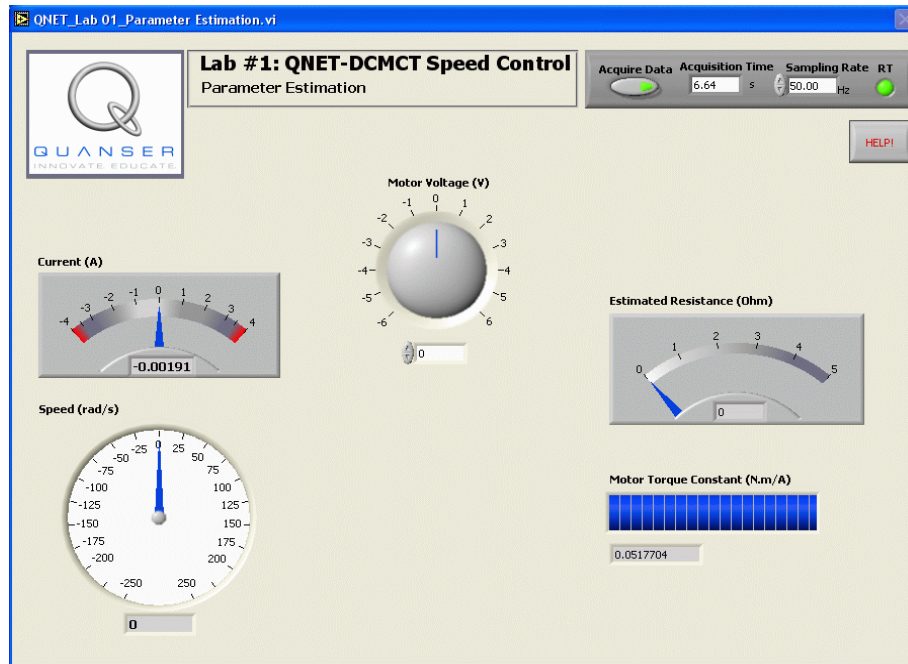 QNET_Lab 01_Parameter Estimation.vi
QUANSER
INNOVATE. EDUCATE.
Lab #1: QNET-DCMCT Speed Control
Parameter Estimation
Acquire Data Acquisition Time Sampling Rate RT
6.64 s 50.00 Hz
HELP!
Motor Voltage (V)
-6 -5 -4 -3 -2 -1 0 1 2 3 4 5 6
0
Current (A)
-4 -3 -2 -1 0 1 2 3 4
-0.00191
Estimated Resistance (Ohm)
0 1 2 3 4 5
0
Speed (rad/s)
-250 -200 -175 -150 -125 -100 -75 -50 -25 0 25 50 75 100 125 150 175 200 250
0
Motor Torque Constant (N.m/A)
0.0517704